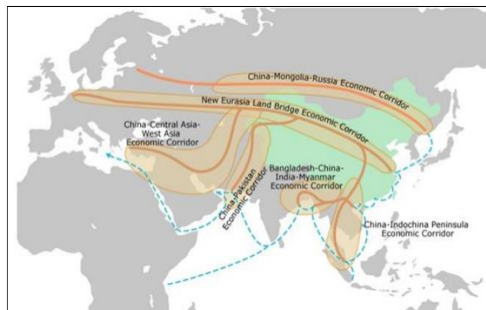 China-Mongolia-Russia Economic Corridor
New Eurasia Land Bridge Economic Corridor
China-Central Asia-
West Asia
Economic Corridor
China-Pakistan
Economic Corridor
Bangladesh-China-
India-Myanmar
Economic Corridor
China-Indochina Peninsula
Economic Corridor